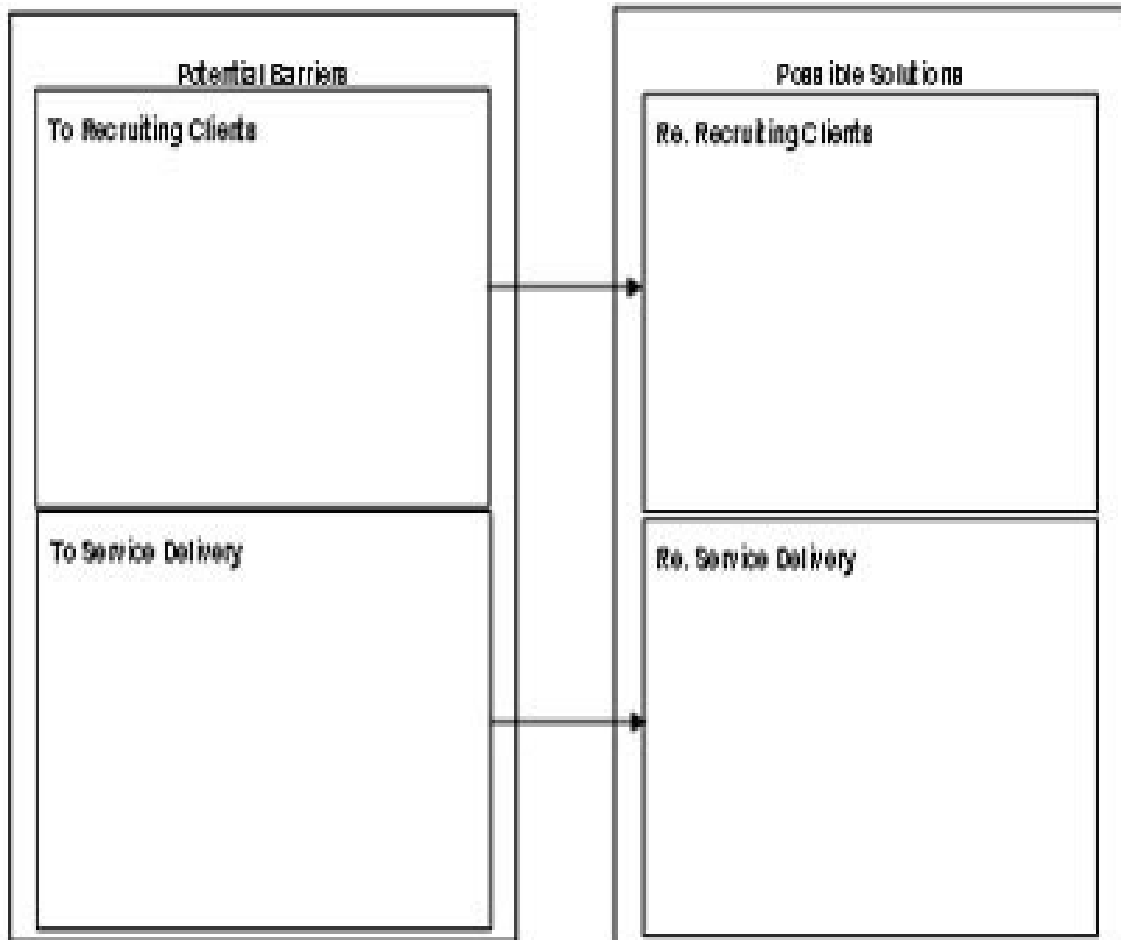 Potential Barriers
To Recruiting Clients
To Service Delivery
Possible Solutions
Re. Recruiting Clients
Re. Service Delivery